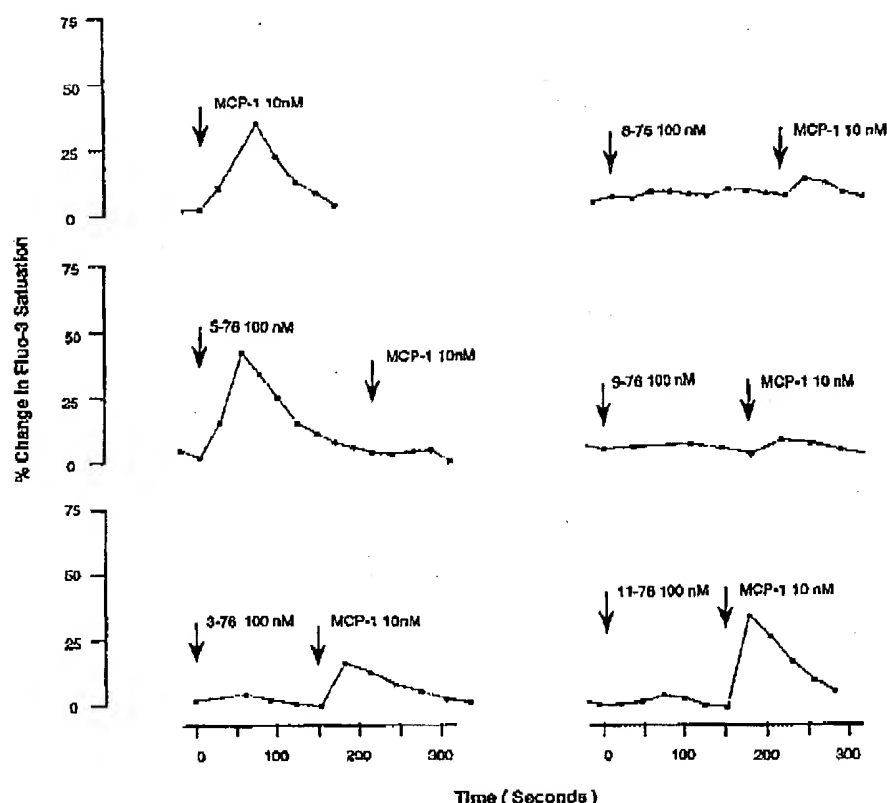 75
50
25
0
MCP-1 10nM
8-76 100 nM
MCP-1 10 nM
75
50
25
0
5-76 100 nM
MCP-1 10nM
9-76 100 nM
MCP-1 10 nM
75
50
25
0
3-76 100 nM
MCP-1 10nM
11-76 100 nM
MCP-1 10 nM
0
100
200
300
0
100
200
300
% Change In Fluo-3 Satuation
Time ( Seconds )